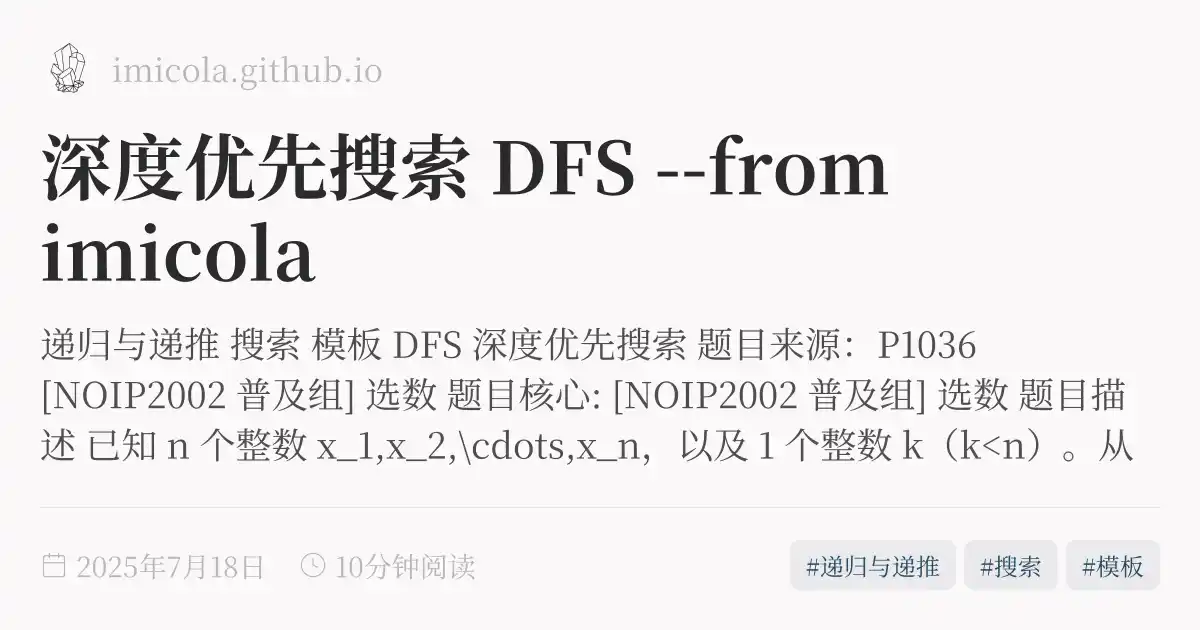 imicola.github.io
深度优先搜索 DFS --from
imicola
递归与递推 搜索 模板 DFS 深度优先搜索 题目来源：P1036
[NOIP2002 普及组] 选数 题目核心: [NOIP2002 普及组] 选数 题目描
述 已知 n 个整数 x_1,x_2,\cdots,x_n，以及 1 个整数 k（k<n）。从
2025年7月18日 10分钟阅读 #递归与递推 #搜索 #模板